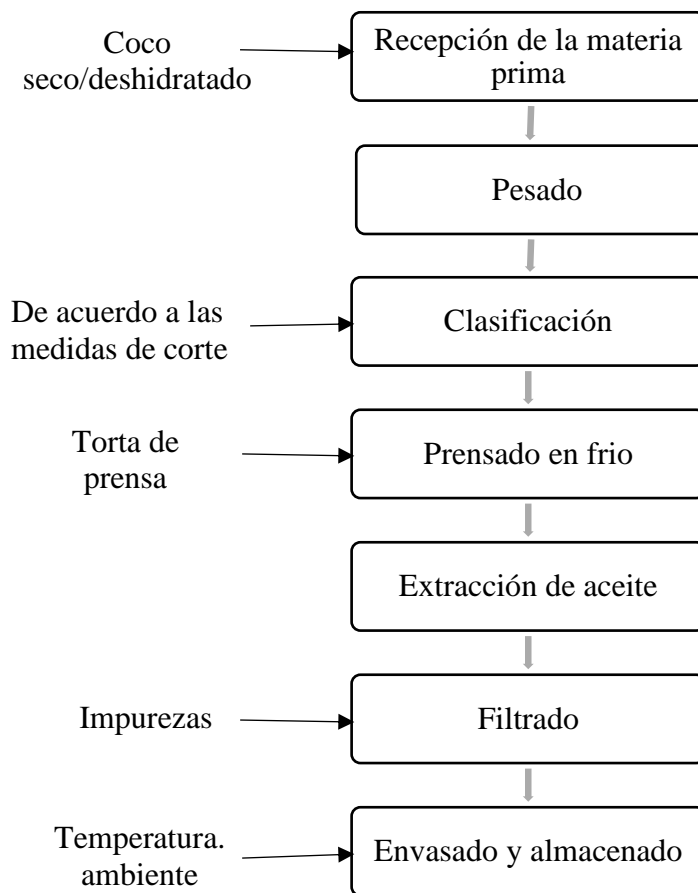 Coco
seco/deshidratado
Recepción de la materia
prima
Pesado
De acuerdo a las
medidas de corte
Clasificación
Torta de
prensa
Prensado en frio
Extracción de aceite
Impurezas
Filtrado
Temperatura.
ambiente
Envasado y almacenado